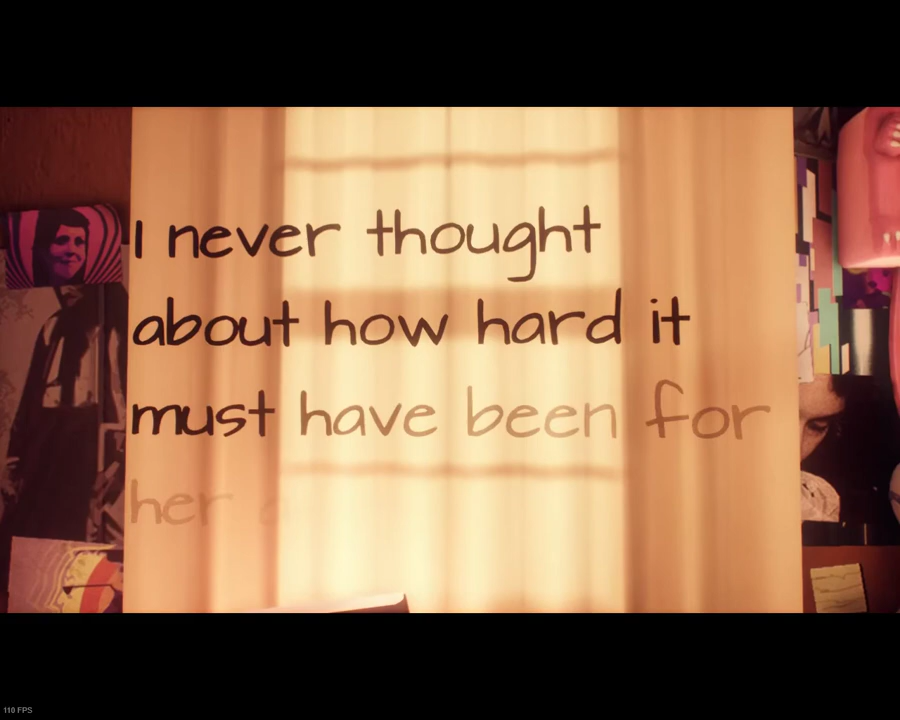 I never thought
about how hard it
must have been for
her a
110 FPS